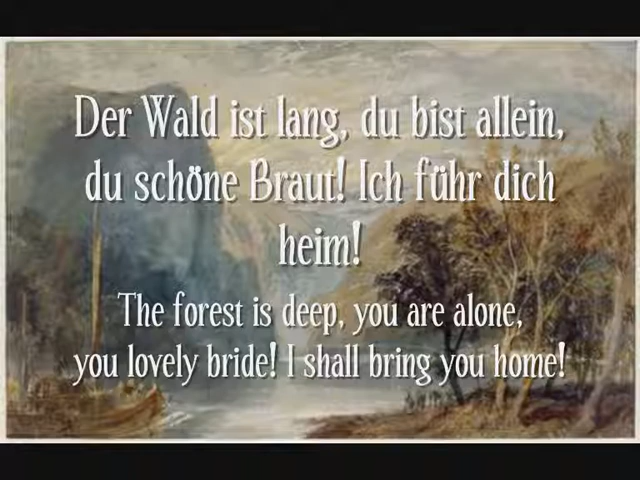 Der Wald ist lang, du bist allein,
du schöne Braut! Ich führ dich
heim!
The forest is deep, you are alone,
you lovely bride! I shall bring you home!